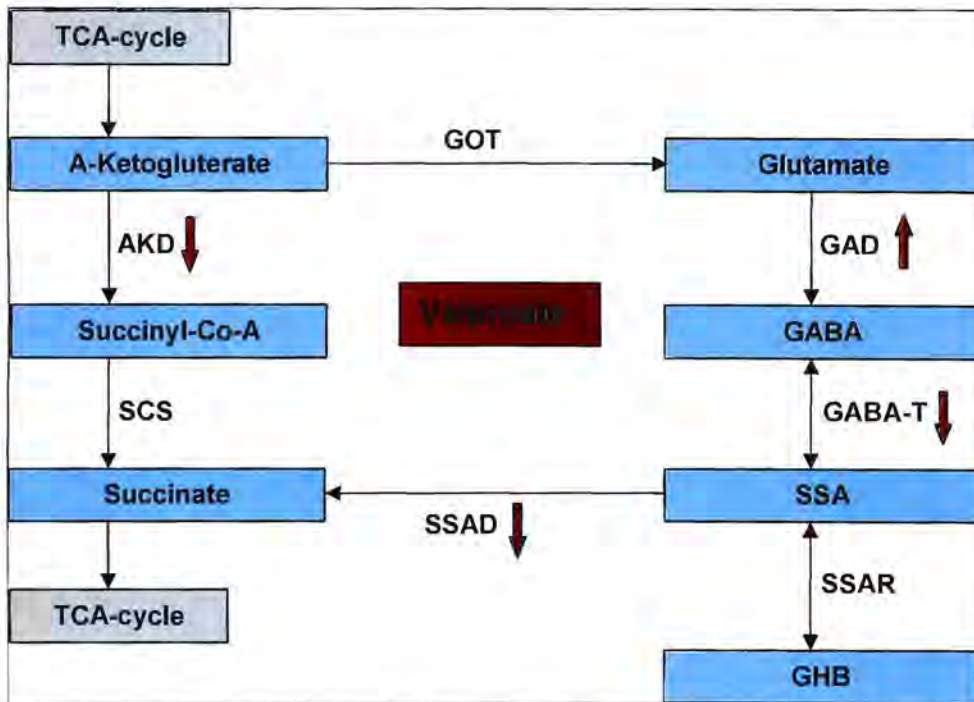 TCA-cycle
A-Ketogluterate
GOT
Glutamate
AKD
GAD
Succinyl-Co-A
GABA
SCS
GABA-T
Succinate
SSA
SSAD
SSAR
TCA-cycle
GHB